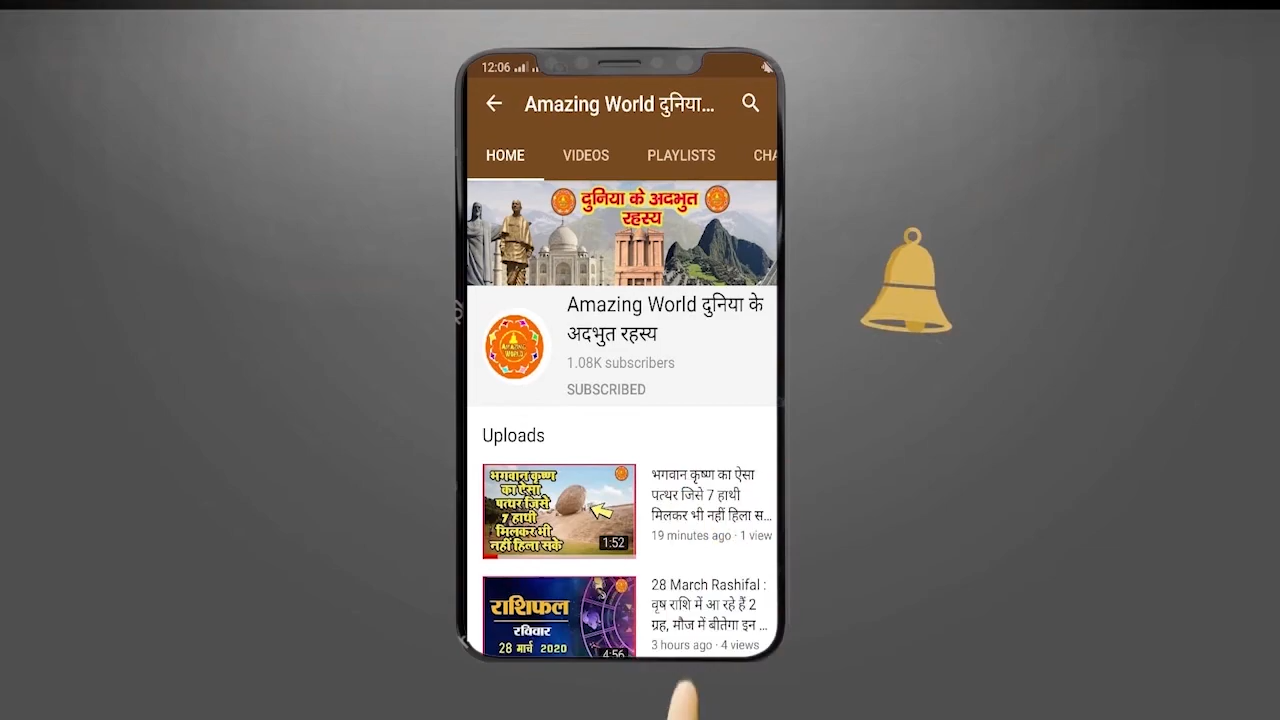 12:06
Amazing World दुनिया...
HOME VIDEOS PLAYLISTS CHA
दुनिया के अदभुत
रहस्य
Amazing World दुनिया के
अदभुत रहस्य
AMAZING
WORLD
1.08K subscribers
SUBSCRIBED
Uploads
भगवान कृष्ण
का ऐसा
पत्थर जिसे
7 हाथी
मिलकर भी
नहीं हिला सके
1:52
भगवान कृष्ण का ऐसा
पत्थर जिसे 7 हाथी
मिलकर भी नहीं हिला स...
19 minutes ago · 1 view
राशिफल
रविवार
28 मार्च 2020
4:56
28 March Rashifal :
वृष राशि में आ रहे हैं 2
ग्रह, मौज में बीतेगा इन ...
3 hours ago · 4 views